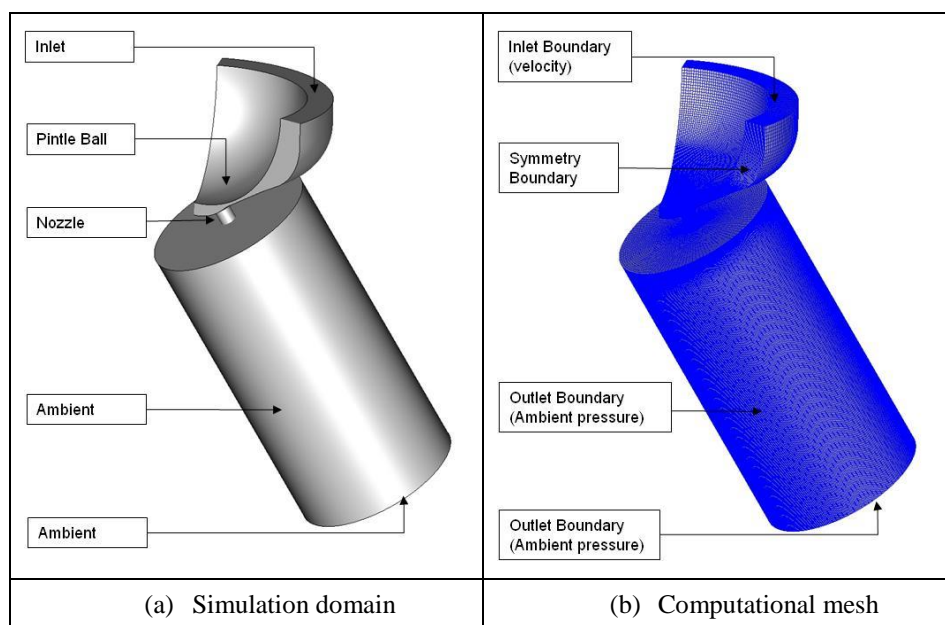 Inlet
Pintle Ball
Nozzle
Ambient
Ambient
(a) Simulation domain
Inlet Boundary
(velocity)
Symmetry
Boundary
Outlet Boundary
(Ambient pressure)
Outlet Boundary
(Ambient pressure)
(b) Computational mesh